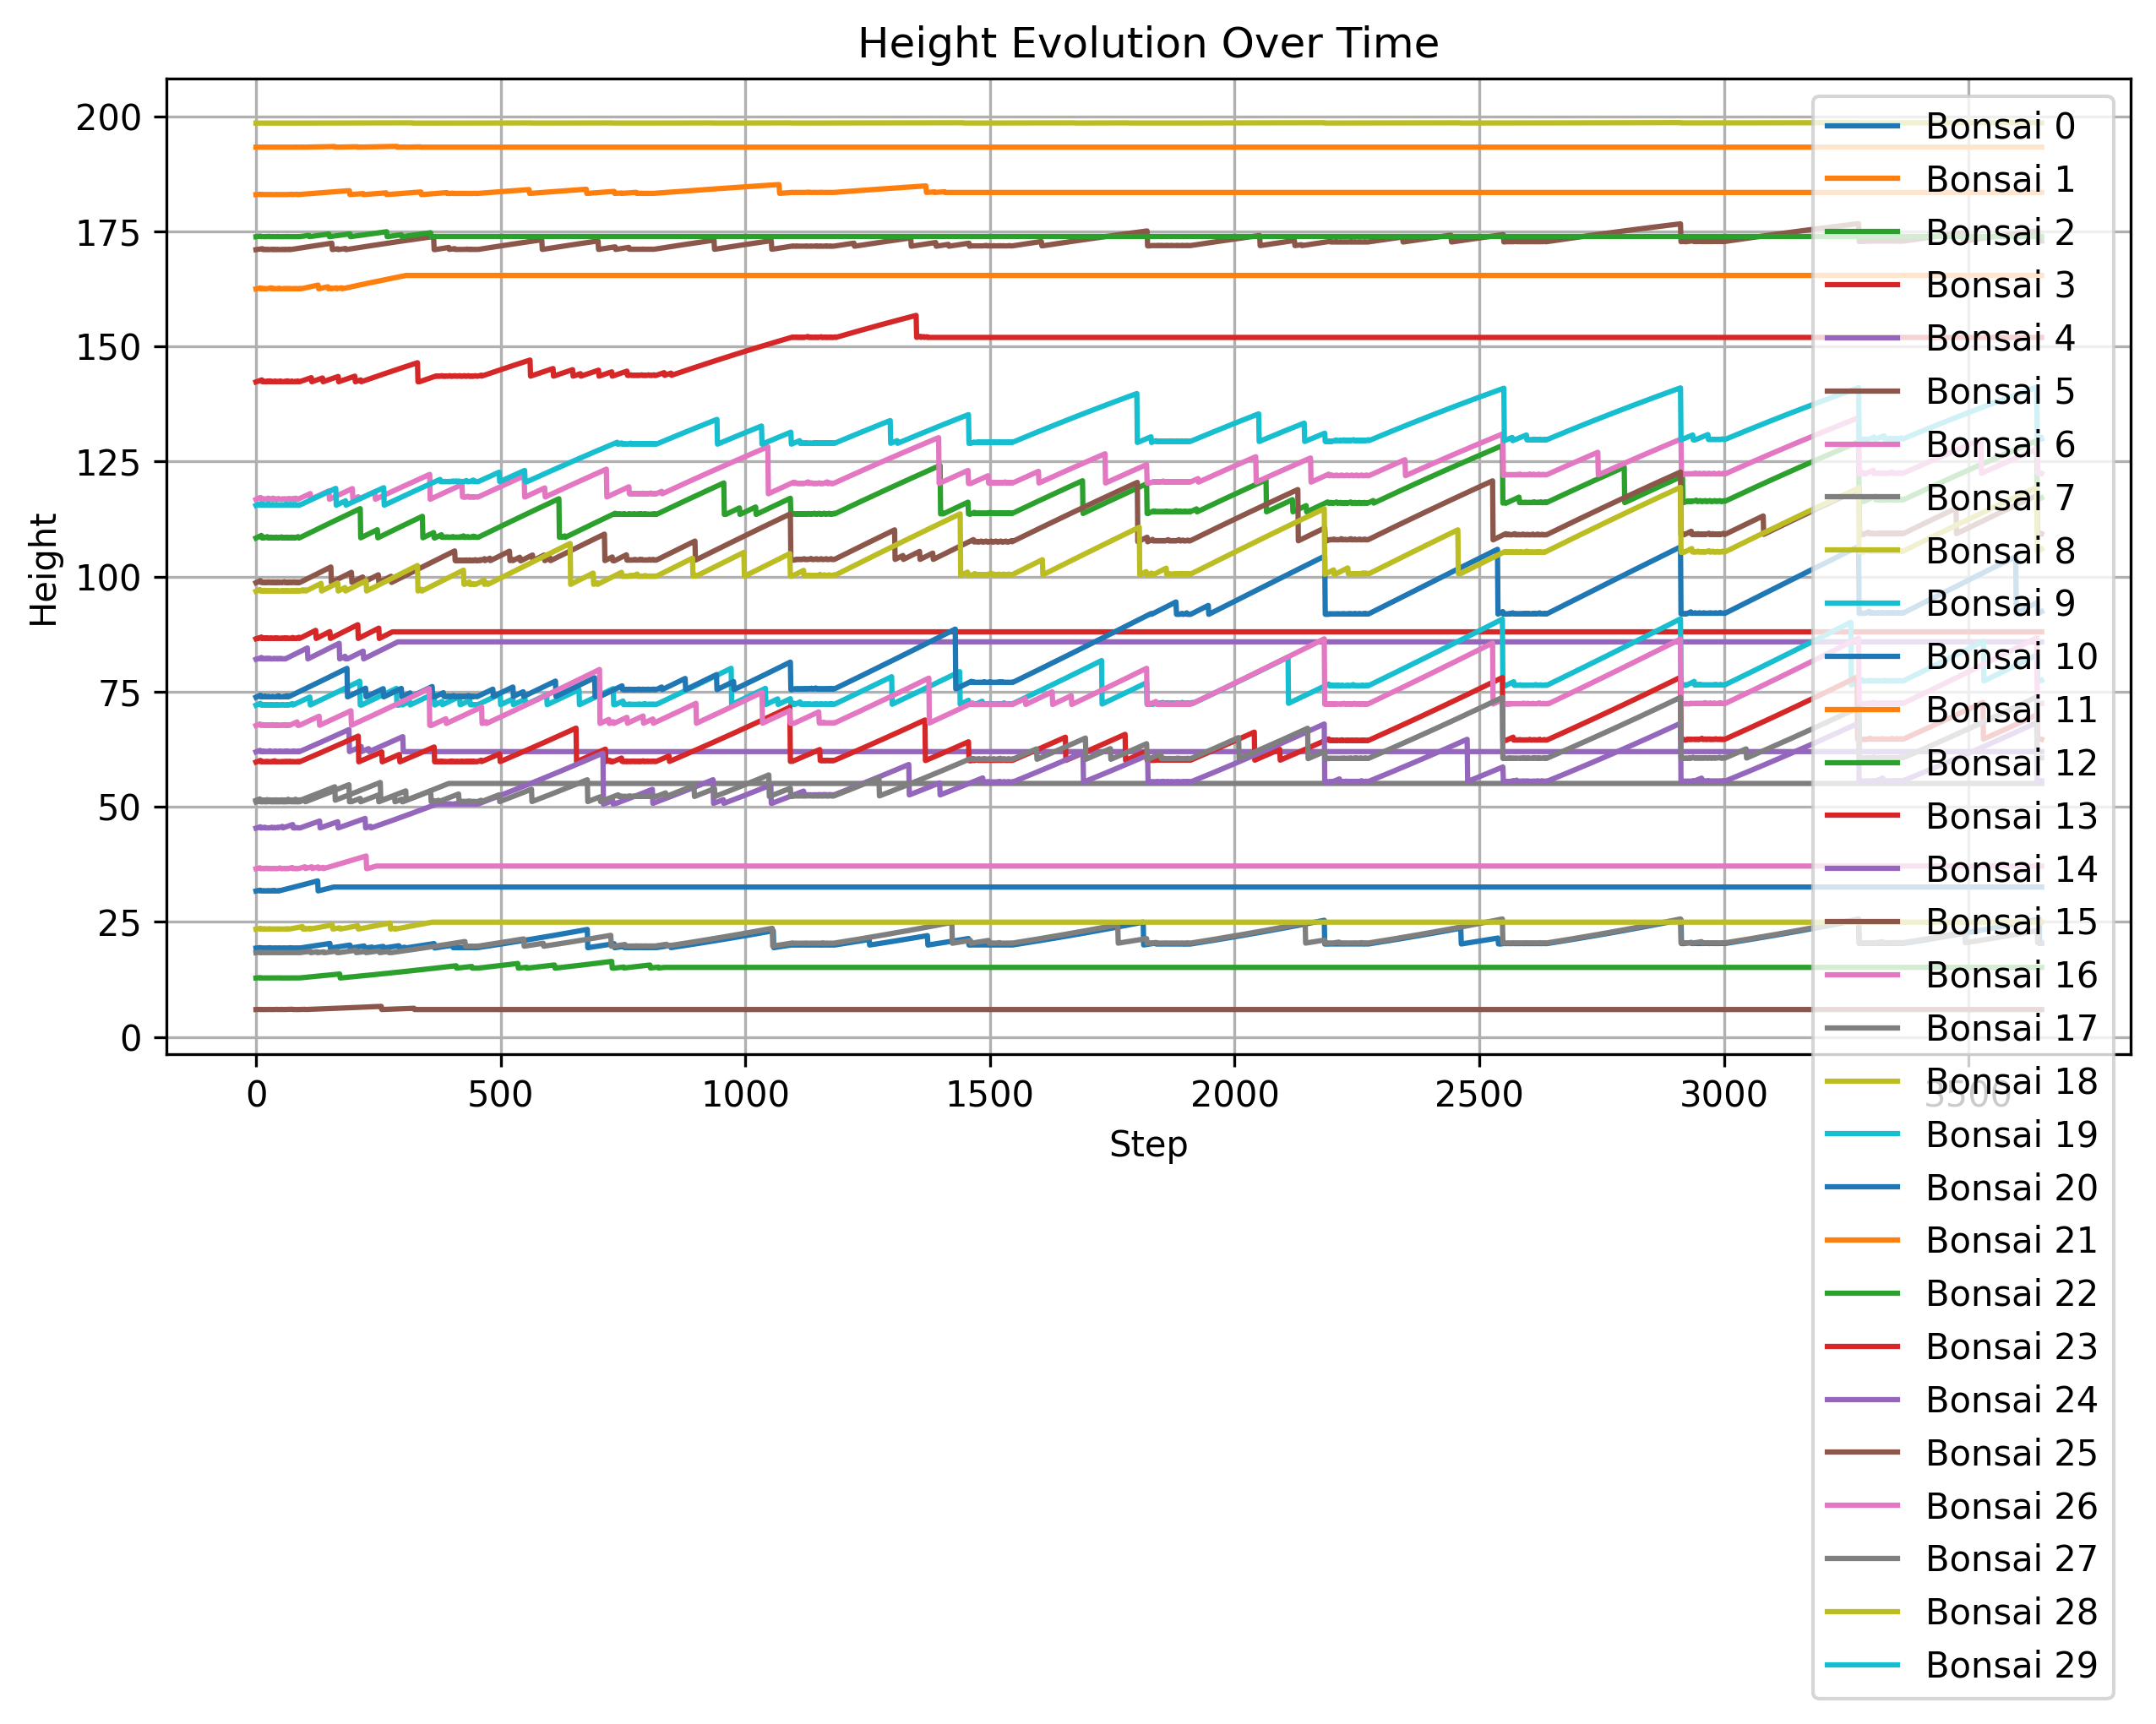 Height Evolution Over Time
Height
200
175
150
125
100
75
50
25
0
0 500 1000 1500 2000 2500 3000 3500
Step
Bonsai 0
Bonsai 1
Bonsai 2
Bonsai 3
Bonsai 4
Bonsai 5
Bonsai 6
Bonsai 7
Bonsai 8
Bonsai 9
Bonsai 10
Bonsai 11
Bonsai 12
Bonsai 13
Bonsai 14
Bonsai 15
Bonsai 16
Bonsai 17
Bonsai 18
Bonsai 19
Bonsai 20
Bonsai 21
Bonsai 22
Bonsai 23
Bonsai 24
Bonsai 25
Bonsai 26
Bonsai 27
Bonsai 28
Bonsai 29